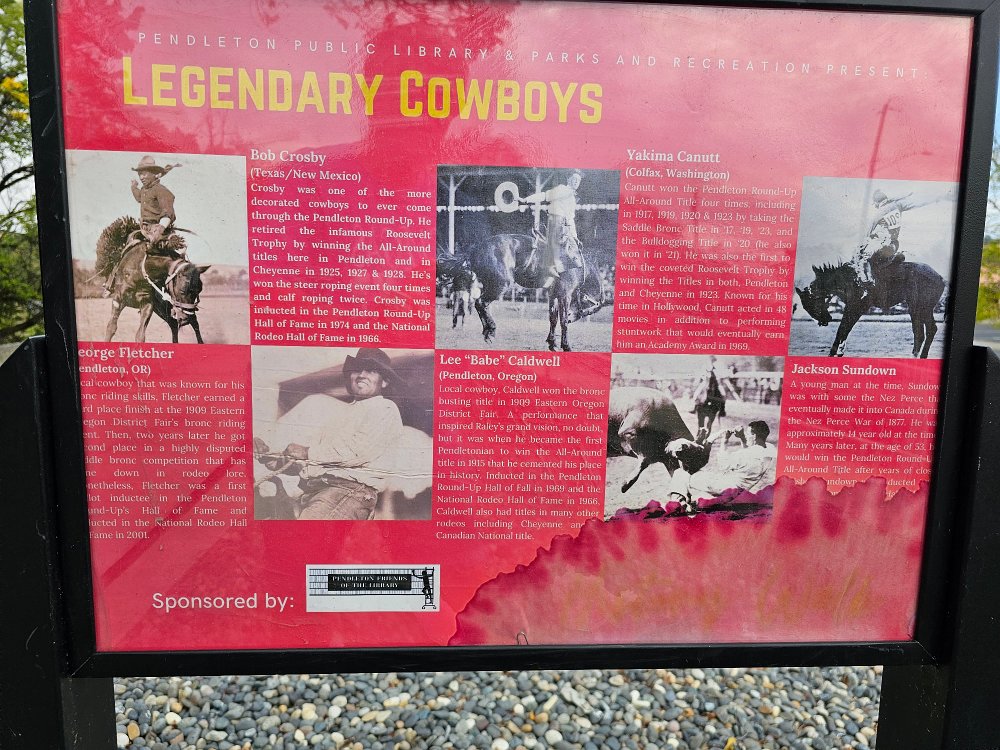 PENDLETON PUBLIC LIBRARY & PARKS AND RECREATION PRESENT:
LEGENDARY COWBOYS
Bob Crosby
(Texas/New Mexico)
Crosby was one of the more
decorated cowboys to ever come
through the Pendleton Round-Up. He
retired the infamous Roosevelt
Trophy by winning the All-Around
titles here in Pendleton and in
Cheyenne in 1925, 1927 & 1928. He's
won the steer roping event four times
and calf roping twice. Crosby was
inducted in the Pendleton Round-Up
Hall of Fame in 1974 and the National
Rodeo Hall of Fame in 1966.
Yakima Canutt
(Colfax, Washington)
Canutt won the Pendleton Round-Up
All-Around Title four times, including
in 1917, 1919, 1920 & 1923 by taking the
Saddle Bronc Title in '17, '19, '23, and
the Bulldogging Title in '20 (he also
won it in '21). He was also the first to
win the coveted Roosevelt Trophy by
winning the Titles in both, Pendleton
and Cheyenne in 1923. Known for his
time in Hollywood, Canutt acted in 48
movies in addition to performing
stuntwork that would eventually earn
him an Academy Award in 1969.
eorge Fletcher
endleton, OR)
cal cowboy that was known for his
onc riding skills, Fletcher earned a
rd place finish at the 1909 Eastern
egon District Fair's bronc riding
ent. Then, two years later he got
cond place in a highly disputed
ddle bronc competition that has
ne down in rodeo lore.
netheless, Fletcher was a first
lot inductee in the Pendleton
und-Up's Hall of Fame and
ducted in the National Rodeo Hall
Fame in 2001.
Lee "Babe" Caldwell
(Pendleton, Oregon)
Local cowboy, Caldwell won the bronc
busting title in 1909 Eastern Oregon
District Fair. A performance that
inspired Raley's grand vision, no doubt,
but it was when he became the first
Pendletonian to win the All-Around
title in 1915 that he cemented his place
in history. Inducted in the Pendleton
Round-Up Hall of Fall in 1969 and the
National Rodeo Hall of Fame in 1966,
Caldwell also had titles in many other
rodeos including Cheyenne and
Canadian National title.
Jackson Sundown
A young man at the time, Sundow
was with some the Nez Perce th
eventually made it into Canada durin
the Nez Perce War of 1877. He wa
approximately 14 year old at the time
Many years later, at the age of 53,
would win the Pendleton Round-U
All-Around Title after years of clos
Sundown ducted
Sponsored by:
PENDLETON FRIENDS
OF THE LIBRARY